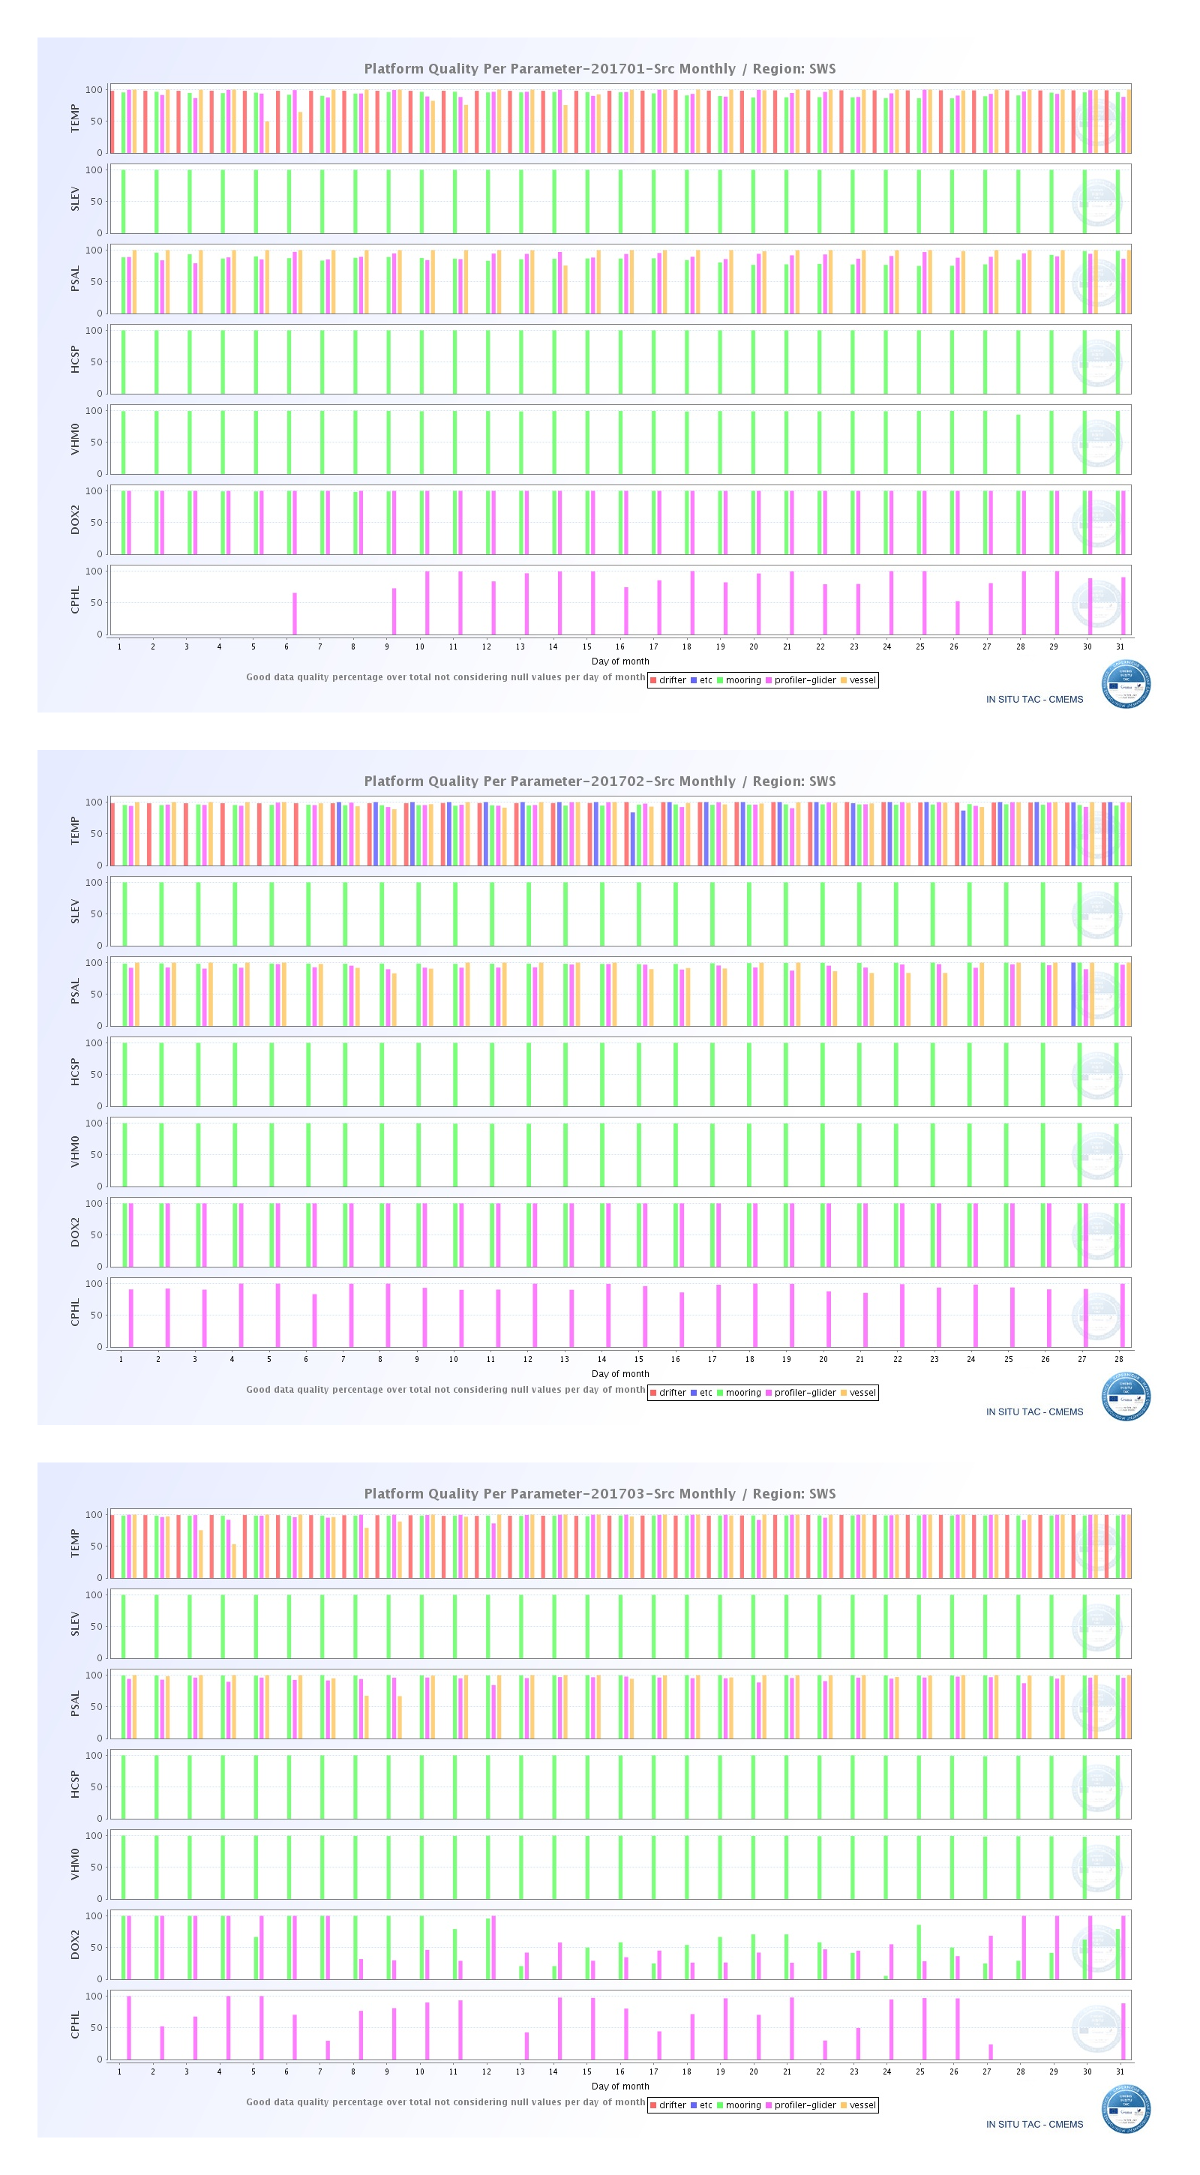 Platform Quality Per Parameter-201701-Src Monthly / Region: SWS
TEMP
100
50
0
SLEV
100
50
0
PSAL
100
50
0
HCSP
100
50
0
VHM0
100
50
0
DOX2
100
50
0
CPHL
100
50
0
1 2 3 4 5 6 7 8 9 10 11 12 13 14 15 16 17 18 19 20 21 22 23 24 25 26 27 28 29 30 31
Day of month
Good data quality percentage over total not considering null values per day of month
drifter etc mooring profiler-glider vessel
IN SITU TAC - CMEMS
Platform Quality Per Parameter-201702-Src Monthly / Region: SWS
TEMP
100
50
0
SLEV
100
50
0
PSAL
100
50
0
HCSP
100
50
0
VHM0
100
50
0
DOX2
100
50
0
CPHL
100
50
0
1 2 3 4 5 6 7 8 9 10 11 12 13 14 15 16 17 18 19 20 21 22 23 24 25 26 27 28
Day of month
Good data quality percentage over total not considering null values per day of month
drifter etc mooring profiler-glider vessel
IN SITU TAC - CMEMS
Platform Quality Per Parameter-201703-Src Monthly / Region: SWS
TEMP
100
50
0
SLEV
100
50
0
PSAL
100
50
0
HCSP
100
50
0
VHM0
100
50
0
DOX2
100
50
0
CPHL
100
50
0
1 2 3 4 5 6 7 8 9 10 11 12 13 14 15 16 17 18 19 20 21 22 23 24 25 26 27 28 29 30 31
Day of month
Good data quality percentage over total not considering null values per day of month
drifter etc mooring profiler-glider vessel
IN SITU TAC - CMEMS